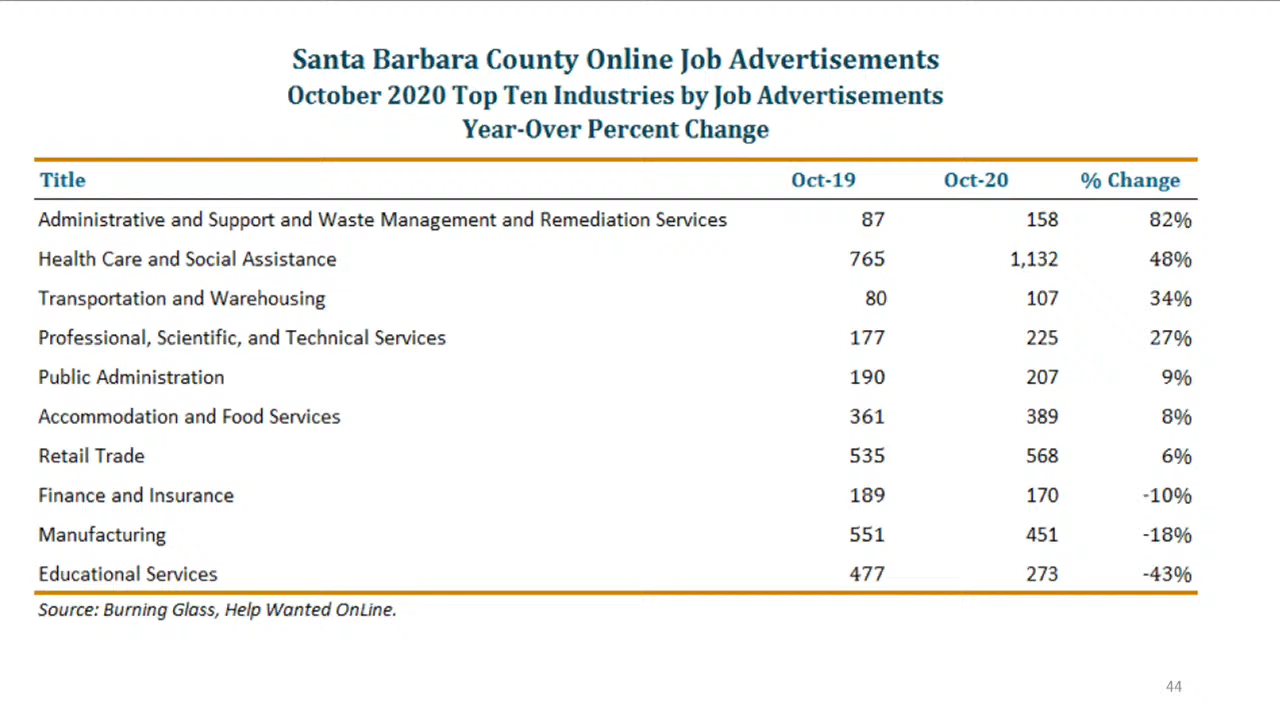 Santa Barbara County Online Job Advertisements
October 2020 Top Ten Industries by Job Advertisements
Year-Over Percent Change
Title Oct-19 Oct-20 % Change
Administrative and Support and Waste Management and Remediation Services 87 158 82%
Health Care and Social Assistance 765 1,132 48%
Transportation and Warehousing 80 107 34%
Professional, Scientific, and Technical Services 177 225 27%
Public Administration 190 207 9%
Accommodation and Food Services 361 389 8%
Retail Trade 535 568 6%
Finance and Insurance 189 170 -10%
Manufacturing 551 451 -18%
Educational Services 477 273 -43%
Source: Burning Glass, Help Wanted OnLine.
44